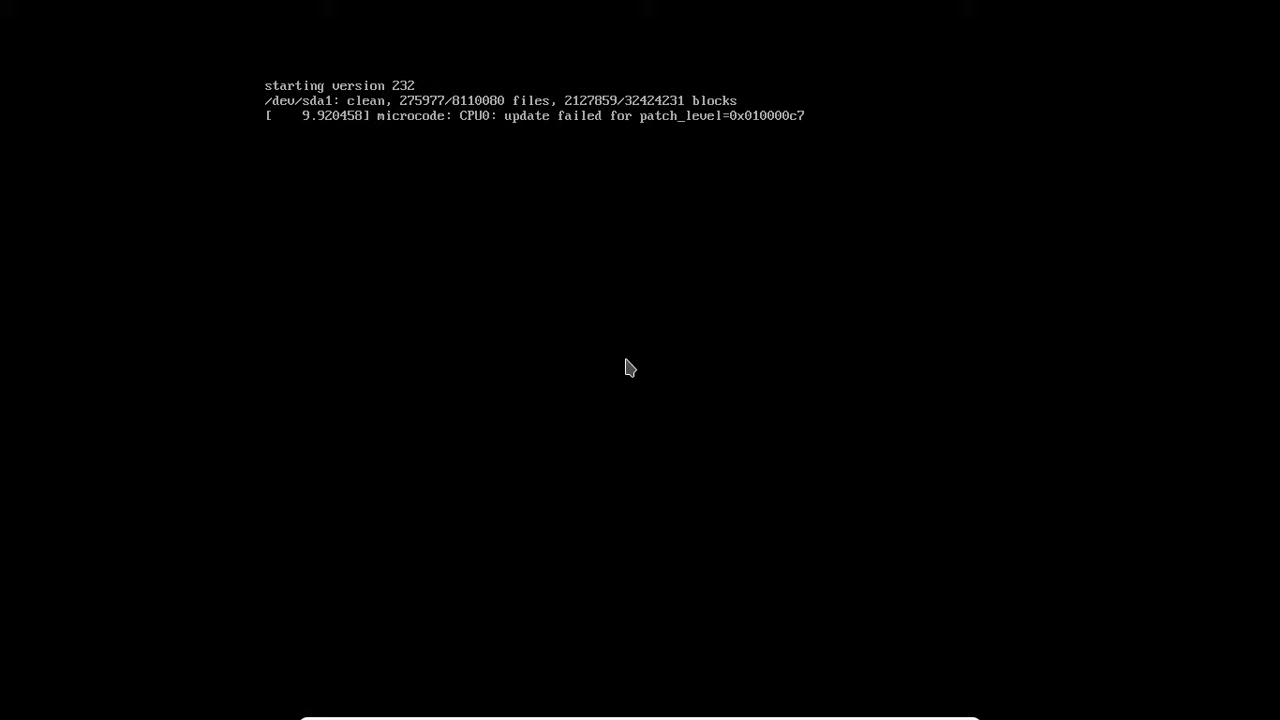 starting version 232
/dev/sda1: clean, 275977/8110080 files, 2127859/32424231 blocks
[    9.920458] microcode: CPU0: update failed for patch_level=0x010000c7